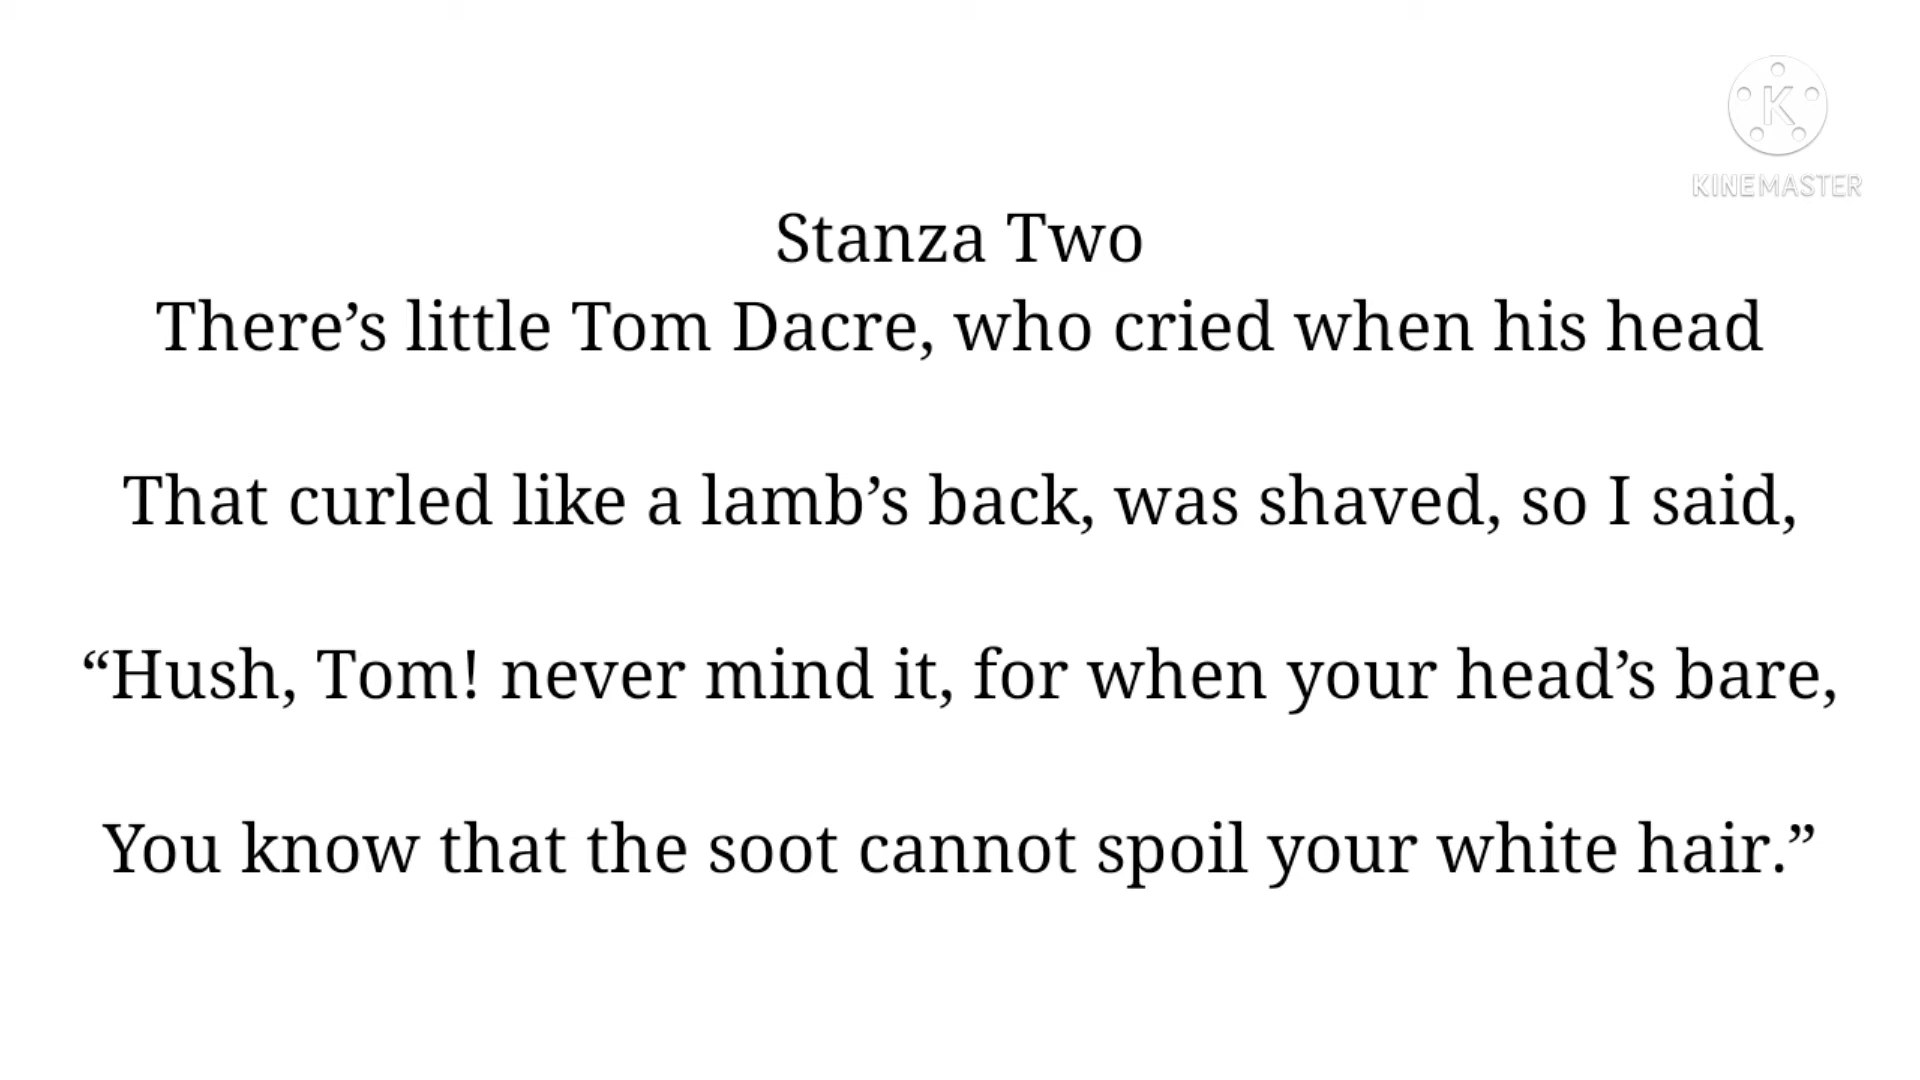 K
KINEMASTER
Stanza Two
There’s little Tom Dacre, who cried when his head
That curled like a lamb’s back, was shaved, so I said,
“Hush, Tom! never mind it, for when your head’s bare,
You know that the soot cannot spoil your white hair.”